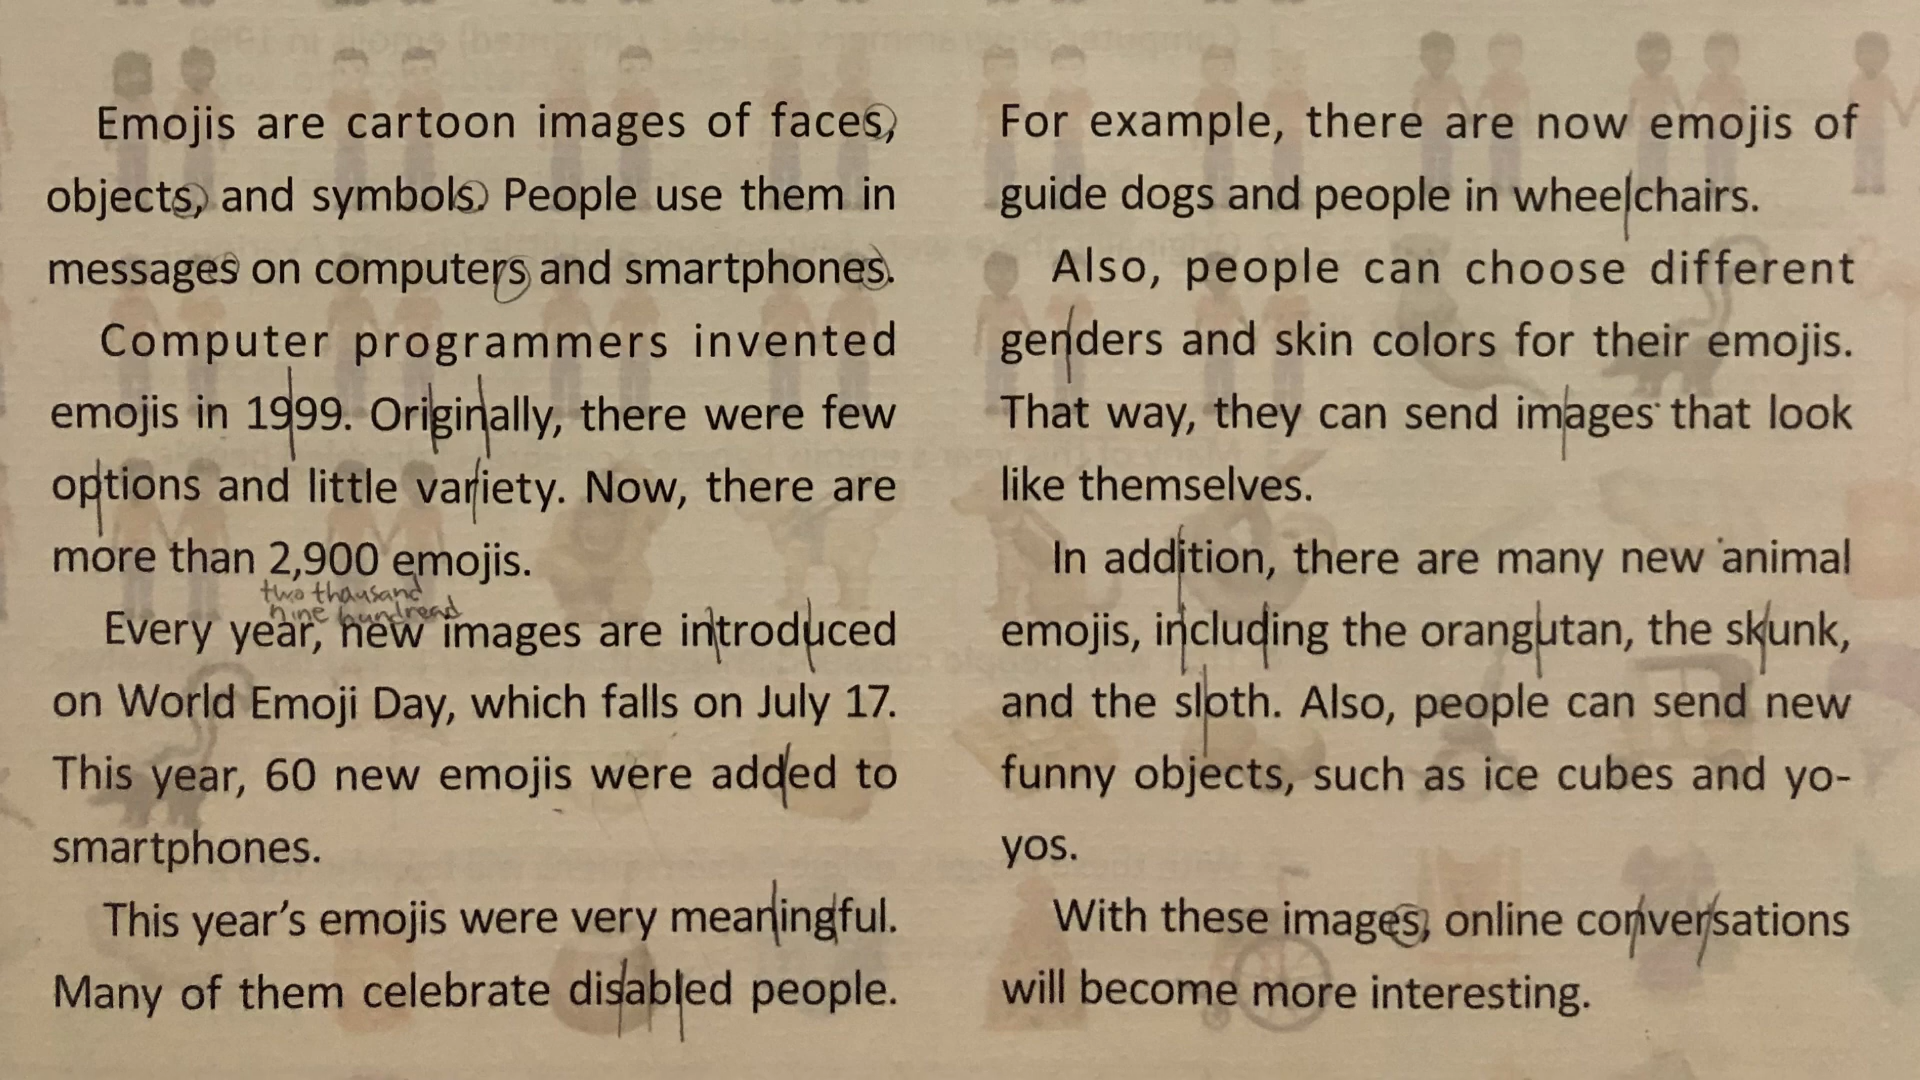 Emojis are cartoon images of faces,
objects, and symbols. People use them in
messages on computers and smartphones.
Computer programmers invented
emojis in 1999. Originally, there were few
options and little variety. Now, there are
more than 2,900 emojis.
two thousand
nine hundread
Every year, new images are introduced
on World Emoji Day, which falls on July 17.
This year, 60 new emojis were added to
smartphones.
This year’s emojis were very meaningful.
Many of them celebrate disabled people.
For example, there are now emojis of
guide dogs and people in wheelchairs.
Also, people can choose different
genders and skin colors for their emojis.
That way, they can send images that look
like themselves.
In addition, there are many new animal
emojis, including the orangutan, the skunk,
and the sloth. Also, people can send new
funny objects, such as ice cubes and yo-
yos.
With these images, online conversations
will become more interesting.